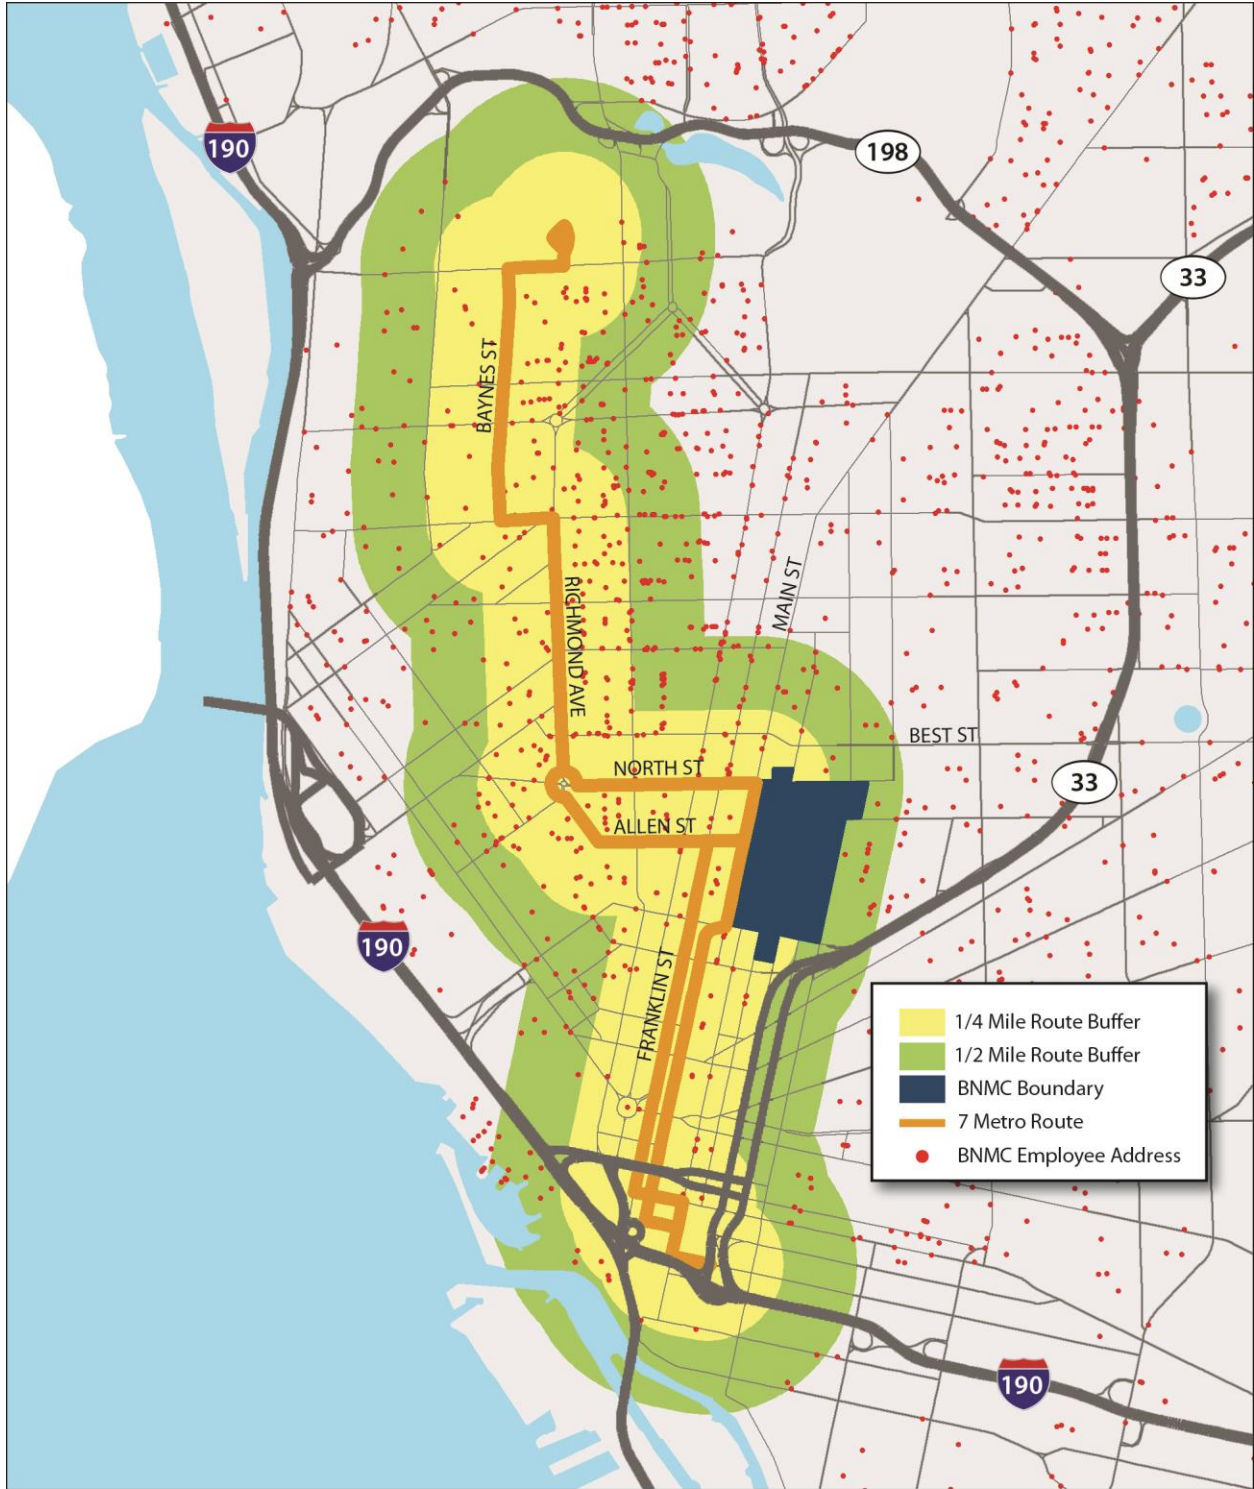 190
198
33
BAYNES ST
RICHMOND AVE
MAIN ST
BEST ST
NORTH ST
33
ALLEN ST
190
FRANKLIN ST
1/4 Mile Route Buffer
1/2 Mile Route Buffer
BNMC Boundary
7 Metro Route
BNMC Employee Address
190